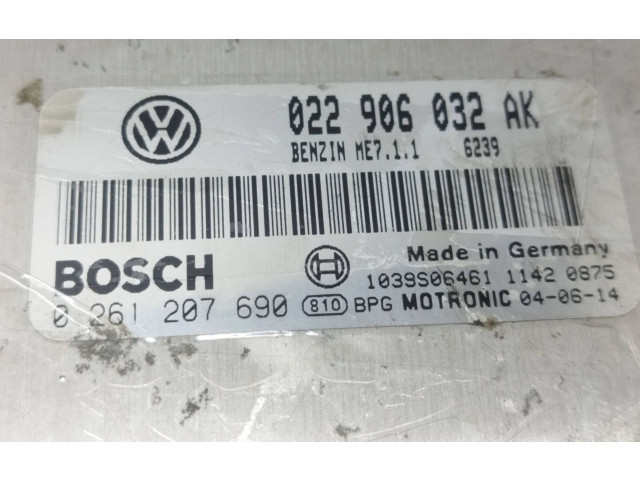 022 906 032 AK
BENZIN ME7.1.1 6239
BOSCH
Made in Germany
1039S06461 1142 0875
0 261 207 690 810 BPG MOTRONIC 04-06-14